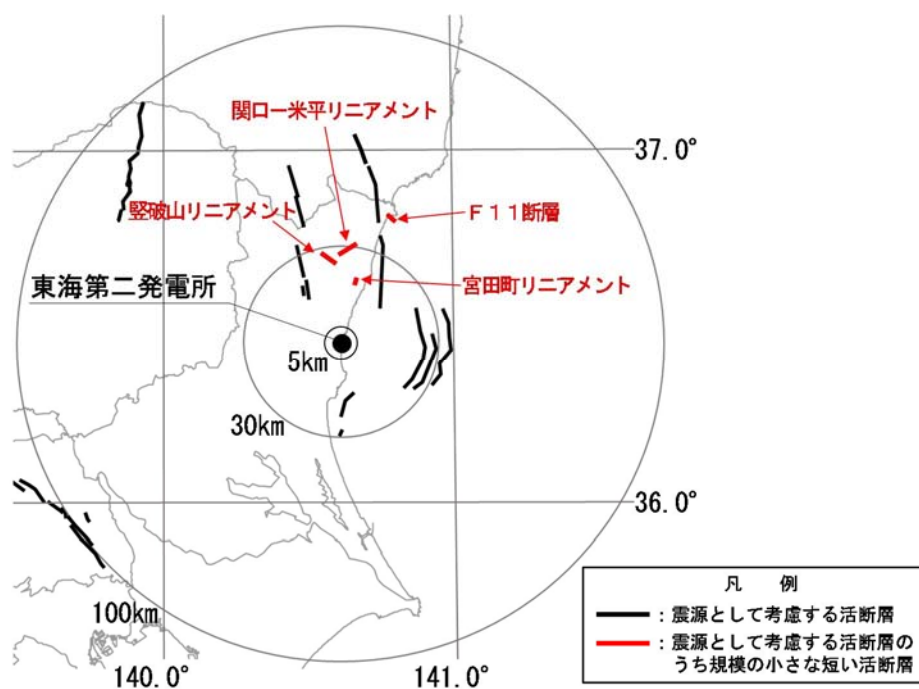 関口ー米平リニアメント
37.0°
竪破山リニアメント
F11断層
東海第二発電所
宮田町リニアメント
5km
30km
36.0°
100km
140.0°
141.0°
凡 例
:震源として考慮する活断層
:震源として考慮する活断層の
うち規模の小さな短い活断層